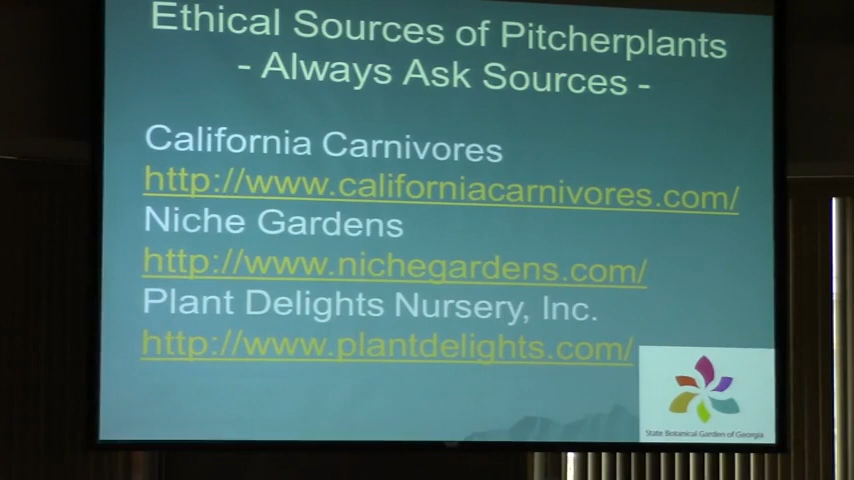 Ethical Sources of Pitcherplants
- Always Ask Sources -
California Carnivores
http://www.californiacarnivores.com/
Niche Gardens
http://www.nichegardens.com/
Plant Delights Nursery, Inc.
http://www.plantdelights.com/
State Botanical Garden of Georgia